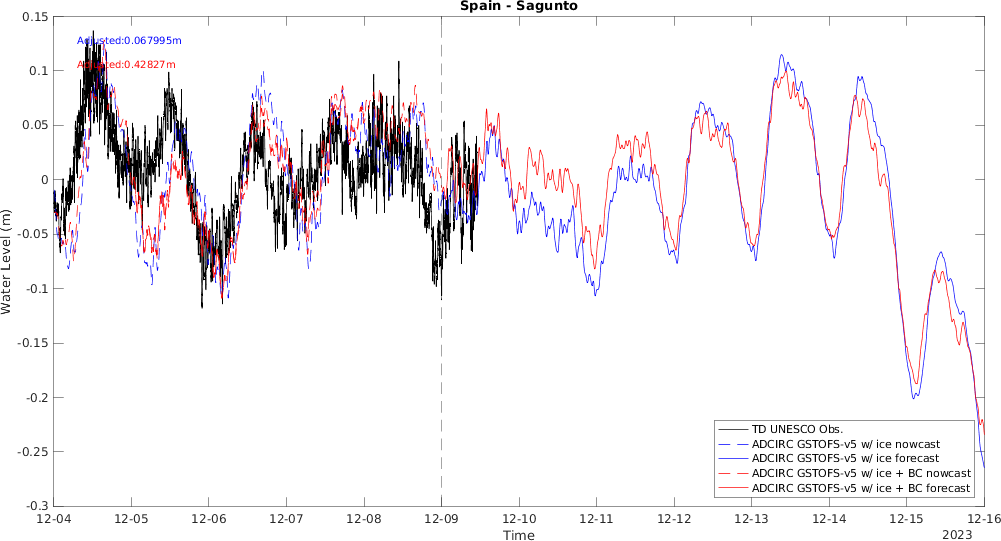 Spain - Sagunto
0.15
0.1
0.05
0
-0.05
-0.1
-0.15
-0.2
-0.25
-0.3
Water Level (m)
Adjusted:0.067995m
Adjusted:0.42827m
TD UNESCO Obs.
ADCIRC GSTOFS-v5 w/ ice nowcast
ADCIRC GSTOFS-v5 w/ ice forecast
ADCIRC GSTOFS-v5 w/ ice + BC nowcast
ADCIRC GSTOFS-v5 w/ ice + BC forecast
12-04 12-05 12-06 12-07 12-08 12-09 12-10 12-11 12-12 12-13 12-14 12-15 12-16
Time
2023